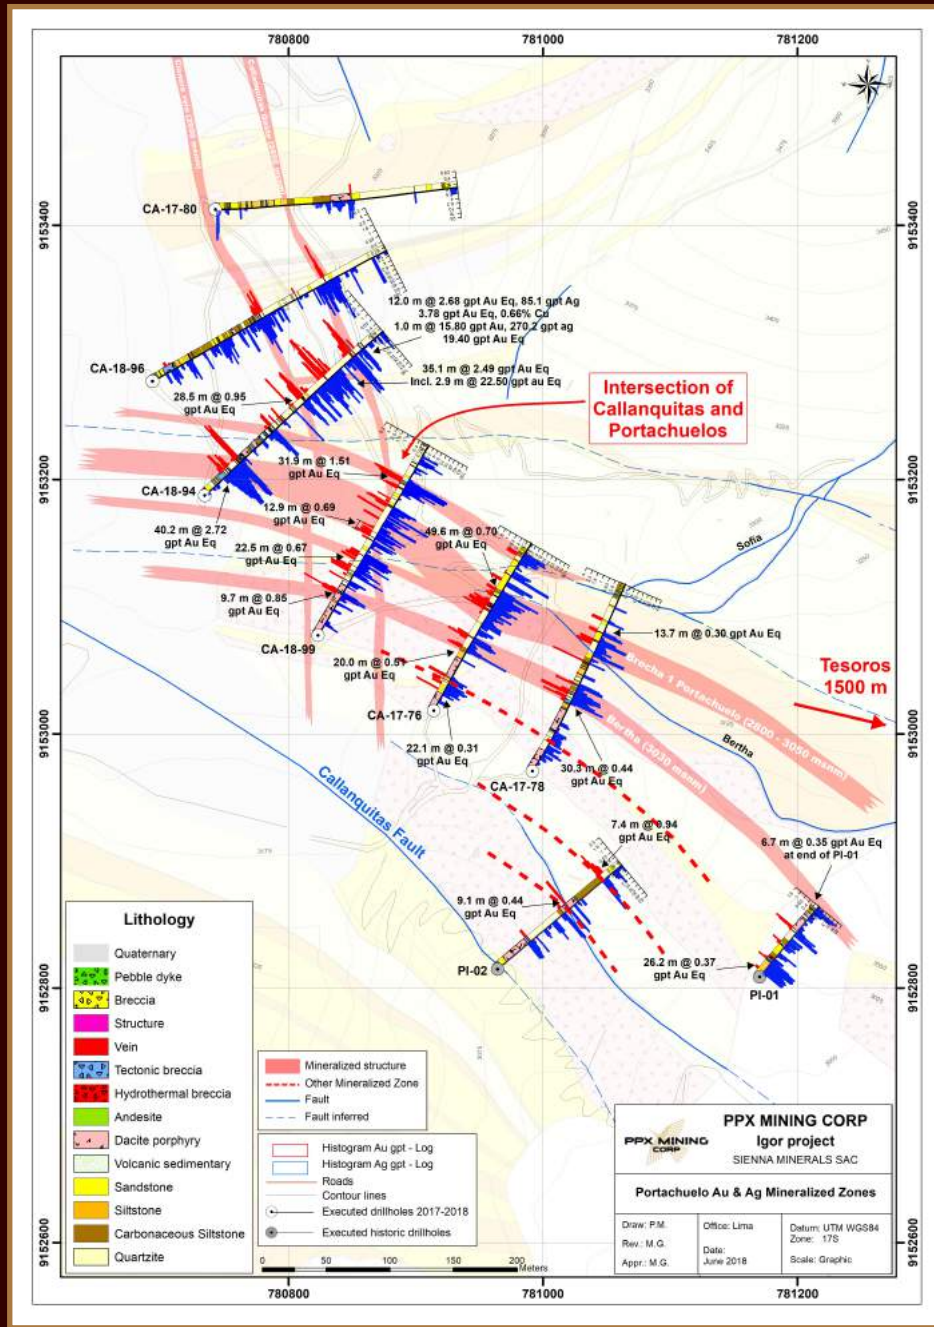 780800
781000
781200
9153400
9153400
CA-17-80
12.0 m @ 2.68 gpt Au Eq, 85.1 gpt Ag
3.78 gpt Au Eq, 0.66% Cu
1.0 m @ 15.80 gpt Au, 270.2 gpt ag
19.40 gpt Au Eq
CA-18-96
35.1 m @ 2.49 gpt Au Eq
Incl. 2.9 m @ 22.50 gpt au Eq
28.5 m @ 0.95
gpt Au Eq
Intersection of
Callanquitas and
Portachuelos
9153200
9153200
31.9 m @ 1.51
gpt Au Eq
CA-18-94
12.9 m @ 0.69
gpt Au Eq
40.2 m @ 2.72
gpt Au Eq
49.6 m @ 0.70
gpt Au Eq
22.5 m @ 0.67
gpt Au Eq
Sofia
9.7 m @ 0.85
gpt Au Eq
CA-18-99
13.7 m @ 0.30 gpt Au Eq
20.0 m @ 0.51
gpt Au Eq
Brecha 1 Portachuelo (2800 - 3050 msnm)
Tesoros
1500 m
CA-17-76
9153000
9153000
Bertha
Bertha (3030 msnm)
22.1 m @ 0.31
gpt Au Eq
CA-17-78
30.3 m @ 0.44
gpt Au Eq
Callanquitas Fault
7.4 m @ 0.94
gpt Au Eq
6.7 m @ 0.35 gpt Au Eq
at end of PI-01
9.1 m @ 0.44
gpt Au Eq
PI-02
26.2 m @ 0.37
gpt Au Eq
PI-01
9152800
9152800
Lithology
Quaternary
Pebble dyke
Breccia
Structure
Vein
Tectonic breccia
Hydrothermal breccia
Andesite
Dacite porphyry
Volcanic sedimentary
Sandstone
Siltstone
Carbonaceous Siltstone
Quartzite
Mineralized structure
Other Mineralized Zone
Fault
Fault inferred
Histogram Au gpt - Log
Histogram Ag gpt - Log
Roads
Contour lines
Executed drillholes 2017-2018
Executed historic drillholes
0 50 100 150 200
Meters
PPX MINING
CORP
PPX MINING CORP
Igor project
SIENNA MINERALS SAC
Portachuelo Au & Ag Mineralized Zones
Draw: P.M.
Rev.: M.G.
Appr.: M.G.
Office: Lima
Date:
June 2018
Datum: UTM WGS84
Zone: 17S
Scale: Graphic
9152600
9152600
780800
781000
781200